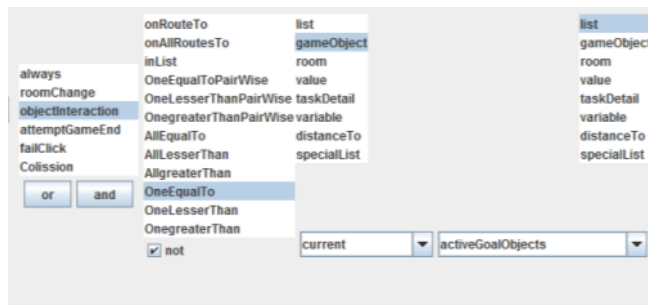 always
roomChange
objectInteraction
attemptGameEnd
failClick
Colission
or and
onRouteTo
onAllRoutesTo
inList
OneEqualToPairWise
OneLesserThanPairWise
OnegreaterThanPairWise
AllEqualTo
AllLesserThan
AllgreaterThan
OneEqualTo
OneLesserThan
OnegreaterThan
not
list
gameObject
room
value
taskDetail
variable
distanceTo
specialList
current
activeGoalObjects
list
gameObject
room
value
taskDetail
variable
distanceTo
specialList